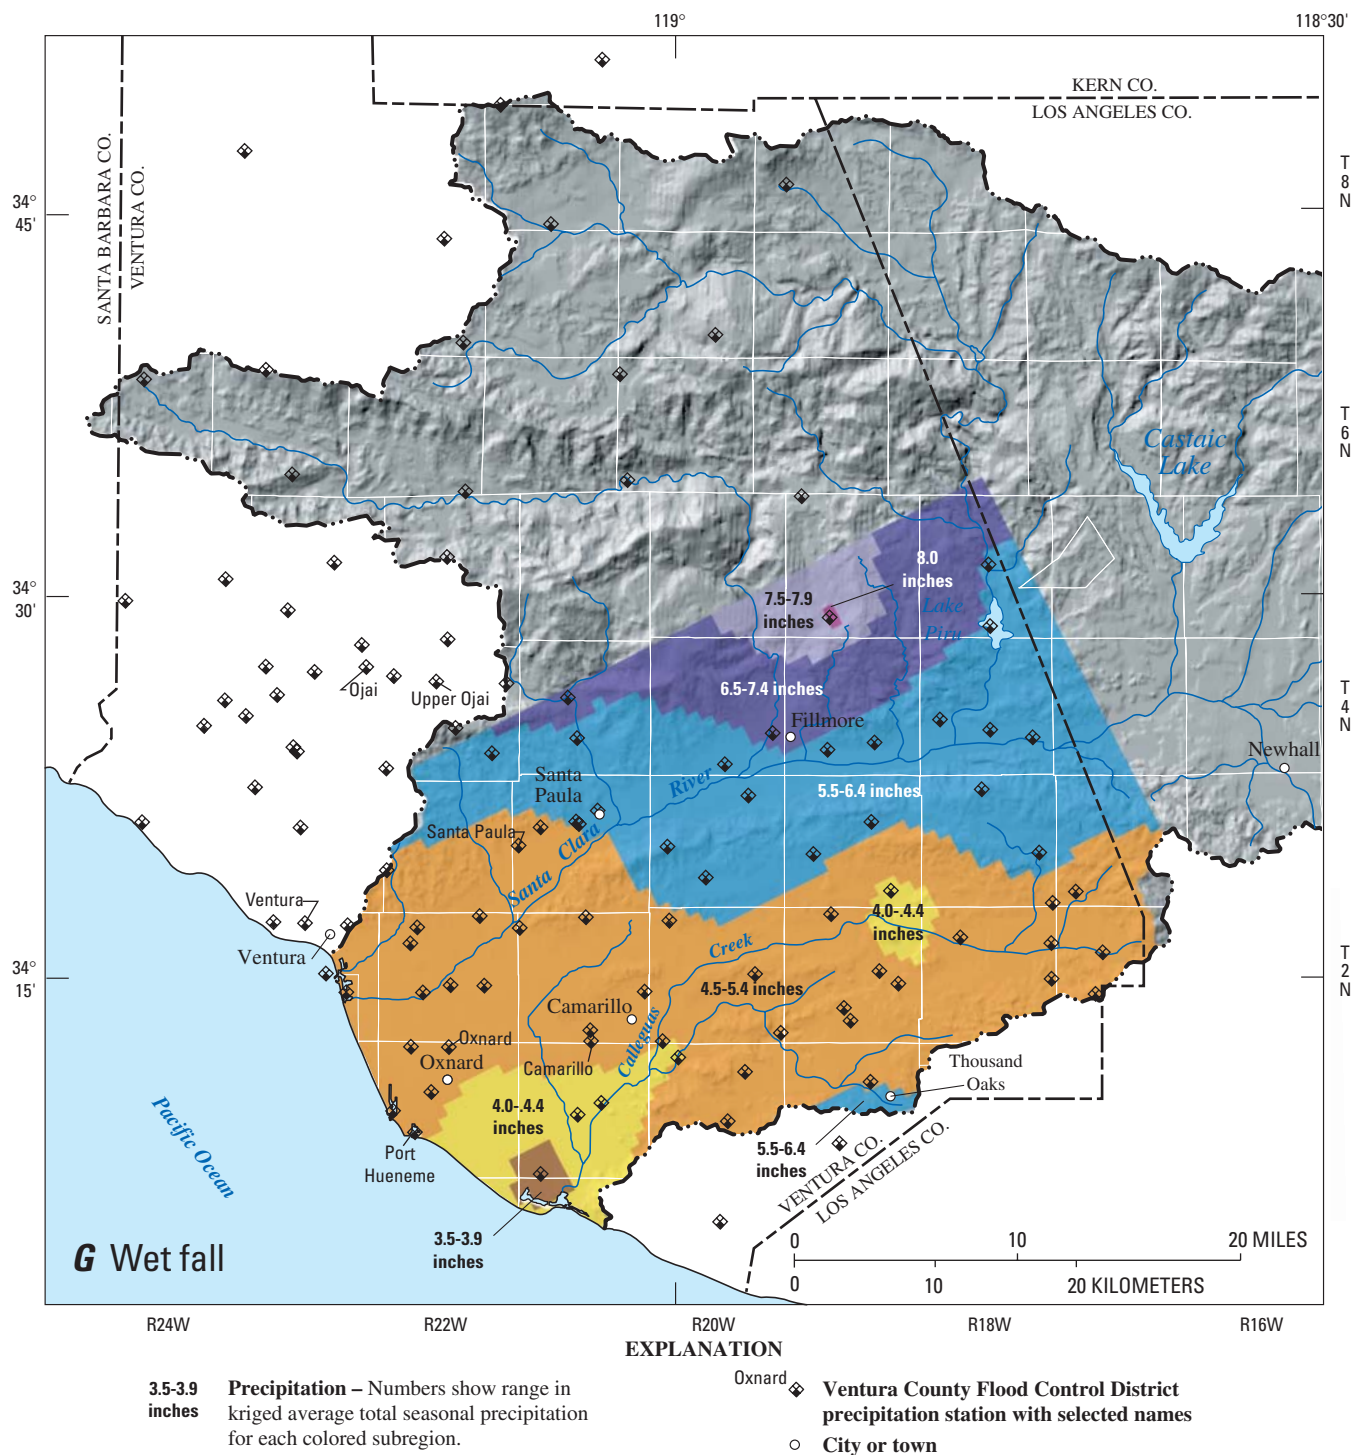 119°
118°30'
KERN CO.
LOS ANGELES CO.
SANTA BARBARA CO.
VENTURA CO.
34°
45'
T
8
N
T
6
N
Castaic
Lake
34°
30'
8.0
inches
7.5-7.9
inches
Lake
Piru
6.5-7.4 inches
Ojai
Upper Ojai
Fillmore
T
4
N
Newhall
Santa
Paula
River
5.5-6.4 inches
Santa Paula
Clara
Santa
Ventura
Ventura
4.0-.4.4
inches
Creek
34°
15'
4.5-5.4 inches
T
2
N
Camarillo
Calleguas
Oxnard
Oxnard
Camarillo
Thousand
Oaks
Pacific Ocean
4.0-.4.4
inches
Port
Hueneme
5.5-6.4
inches
VENTURA CO.
LOS ANGELES CO.
3.5-3.9
inches
G Wet fall
0 10 20 MILES
0 10 20 KILOMETERS
R24W R22W R20W R18W R16W
EXPLANATION
3.5-3.9
inches
Precipitation – Numbers show range in
kriged average total seasonal precipitation
for each colored subregion.
Oxnard
Ventura County Flood Control District
precipitation station with selected names
City or town